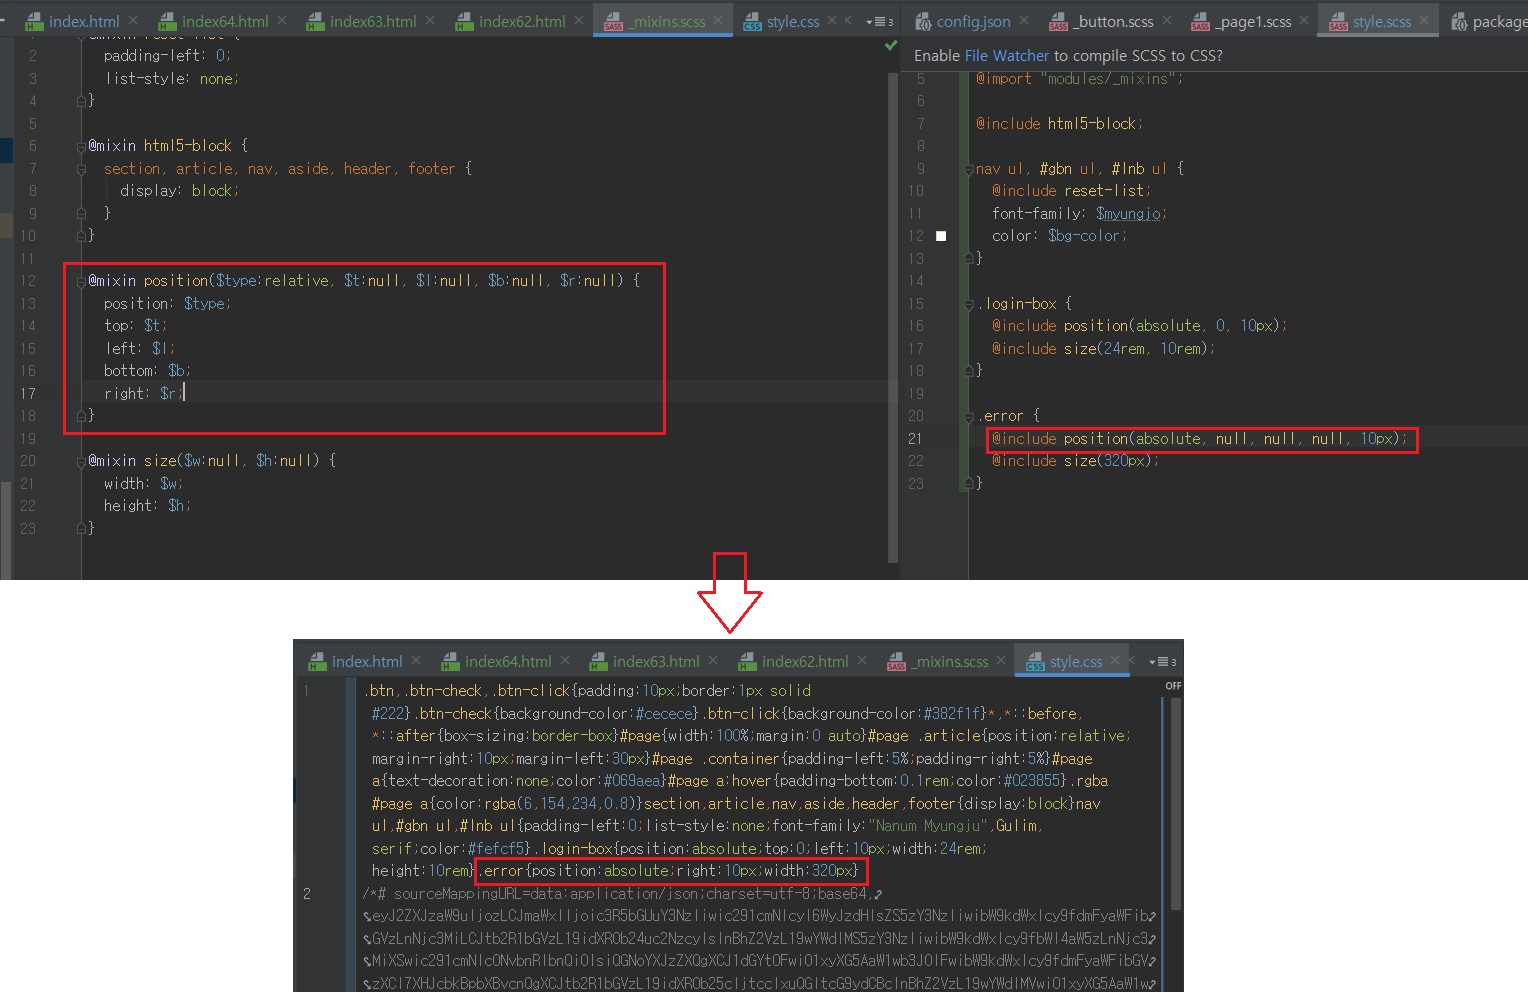 index.html
index64.html
index63.html
index62.html
_mixins.scss
style.css
3
2 padding-left: 0;
3 list-style: none;
4 }
5
6 @mixin html5-block {
7 section, article, nav, aside, header, footer {
8 display: block;
9 }
10 }
11
12 @mixin position($type:relative, $t:null, $l:null, $b:null, $r:null) {
13 position: $type;
14 top: $t;
15 left: $l;
16 bottom: $b;
17 right: $r;
18 }
19
20 @mixin size($w:null, $h:null) {
21 width: $w;
22 height: $h;
23 }
config.json
_button.scss
_page1.scss
style.scss
package
Enable File Watcher to compile SCSS to CSS?
5 @import "modules/_mixins";
6
7 @include html5-block;
8
9 nav ul, #gbn ul, #lnb ul {
10 @include reset-list;
11 font-family: $myungjo;
12 color: $bg-color;
13 }
14
15 .login-box {
16 @include position(absolute, 0, 10px);
17 @include size(24rem, 10rem);
18 }
19
20 .error {
21 @include position(absolute, null, null, null, 10px);
22 @include size(320px);
23 }
index.html
index64.html
index63.html
index62.html
_mixins.scss
style.css
3
OFF
1 .btn,.btn-check,.btn-click{padding:10px;border:1px solid
#222}.btn-check{background-color:#cecece}.btn-click{background-color:#382f1f}*,*::before,
*::after{box-sizing:border-box}#page{width:100%;margin:0 auto}#page .article{position:relative;
margin-right:10px;margin-left:30px}#page .container{padding-left:5%;padding-right:5%}#page
a{text-decoration:none;color:#069aea}#page a:hover{padding-bottom:0.1rem;color:#023855}.rgba
#page a{color:rgba(6,154,234,0.8)}section,article,nav,aside,header,footer{display:block}nav
ul,#gbn ul,#lnb ul{padding-left:0;list-style:none;font-family:"Nanum Myungju",Gulim,
serif;color:#fefcf5}.login-box{position:absolute;top:0;left:10px;width:24rem;
height:10rem}.error{position:absolute;right:10px;width:320px}
2 /*# sourceMappingURL=data:application/json;charset=utf-8;base64,